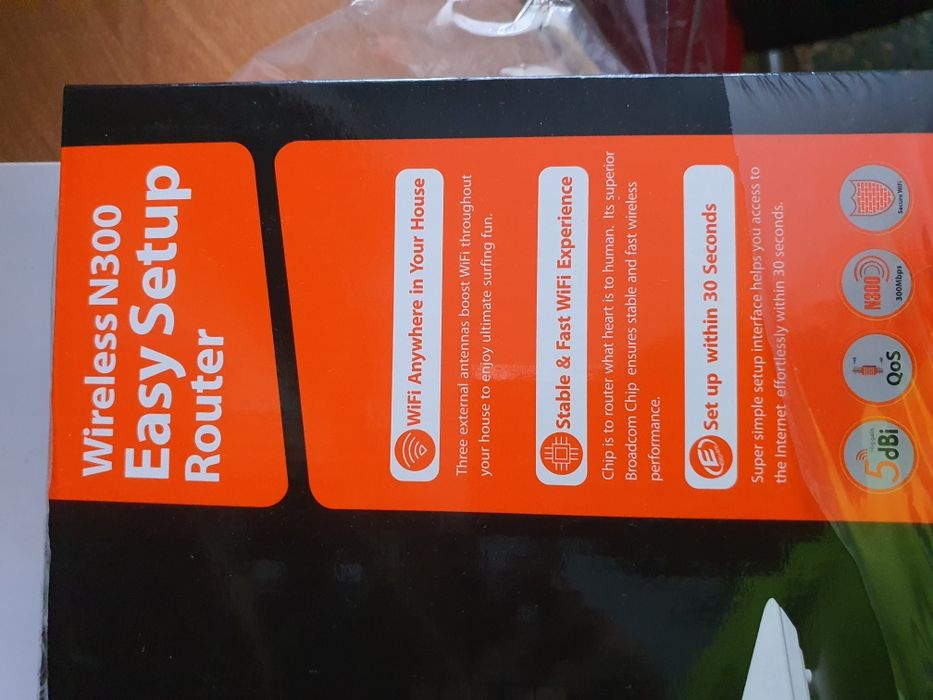 Wireless N300
Easy Setup
Router
WiFi Anywhere in Your House
Three external antennas boost WiFi throughout
your house to enjoy ultimate surfing fun.
Stable & Fast WiFi Experience
Chip is to router what heart is to human. Its superior
Broadcom Chip ensures stable and fast wireless
performance.
Set up within 30 Seconds
Super simple setup interface helps you access to
the Internet effortlessly within 30 seconds.
5dBi
QoS
N300
300Mbps
Secure Wifi